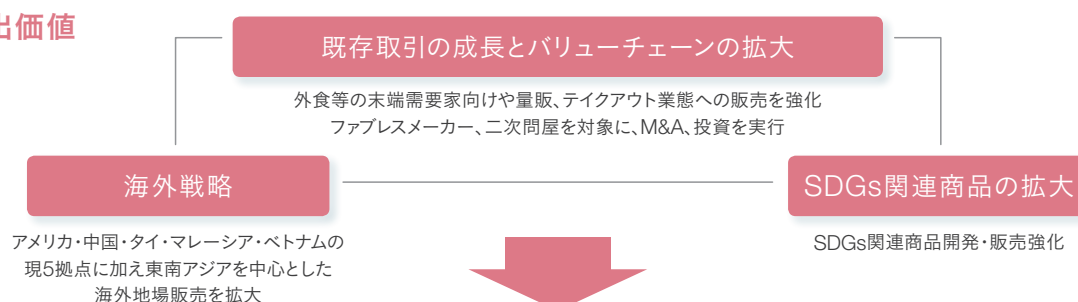 出価値
既存取引の成長とバリューチェーンの拡大
外食等の末端需要家向けや量販、テイクアウト業態への販売を強化
ファブレスメーカー、二次問屋を対象に、M&A、投資を実行
海外戦略
アメリカ・中国・タイ・マレーシア・ベトナムの
現5拠点に加え東南アジアを中心とした
海外地場販売を拡大
SDGs関連商品の拡大
SDGs関連商品開発・販売強化